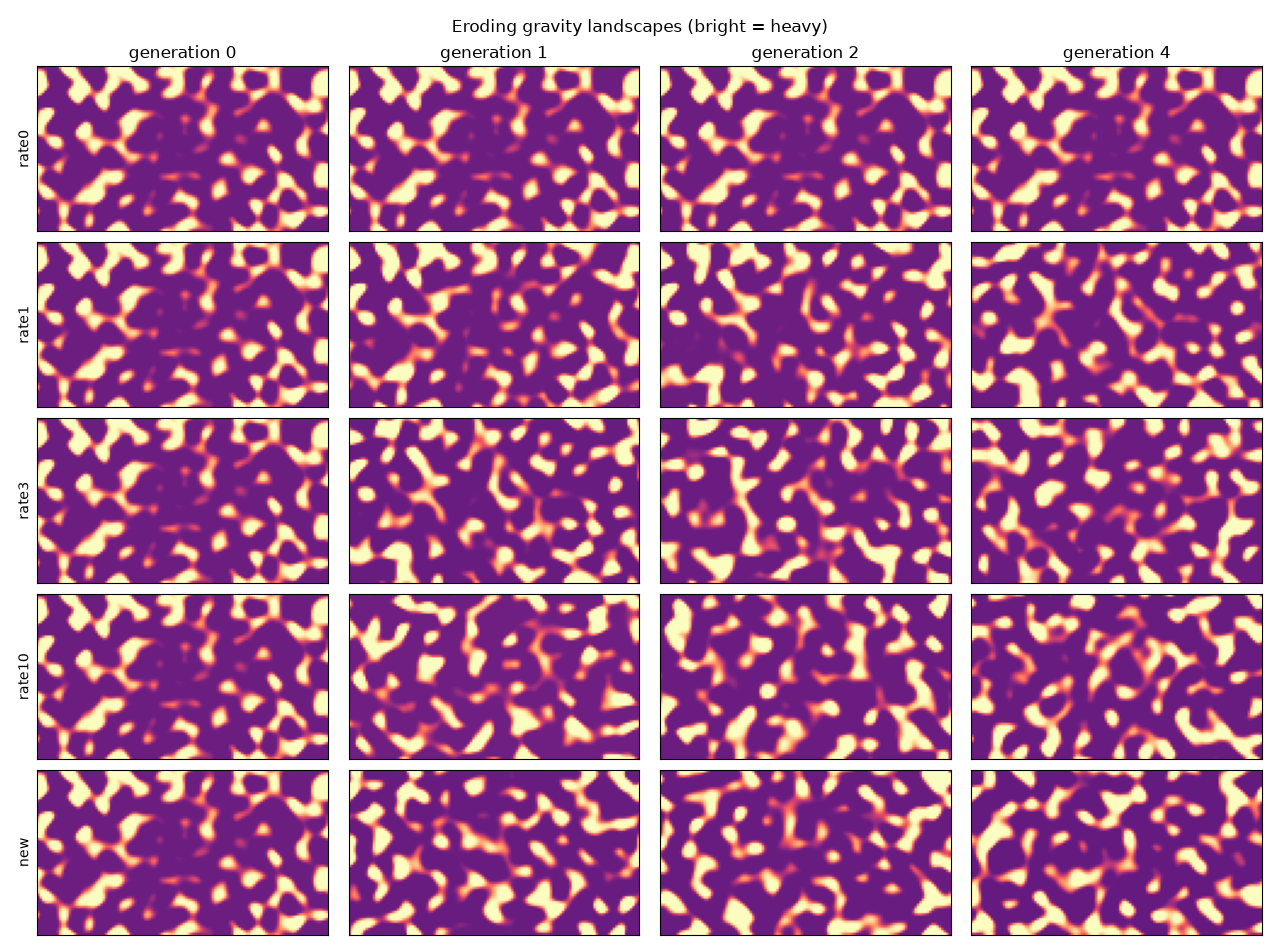 Eroding gravity landscapes (bright = heavy)
generation 0 generation 1 generation 2 generation 4
rate0
rate1
rate3
rate10
new